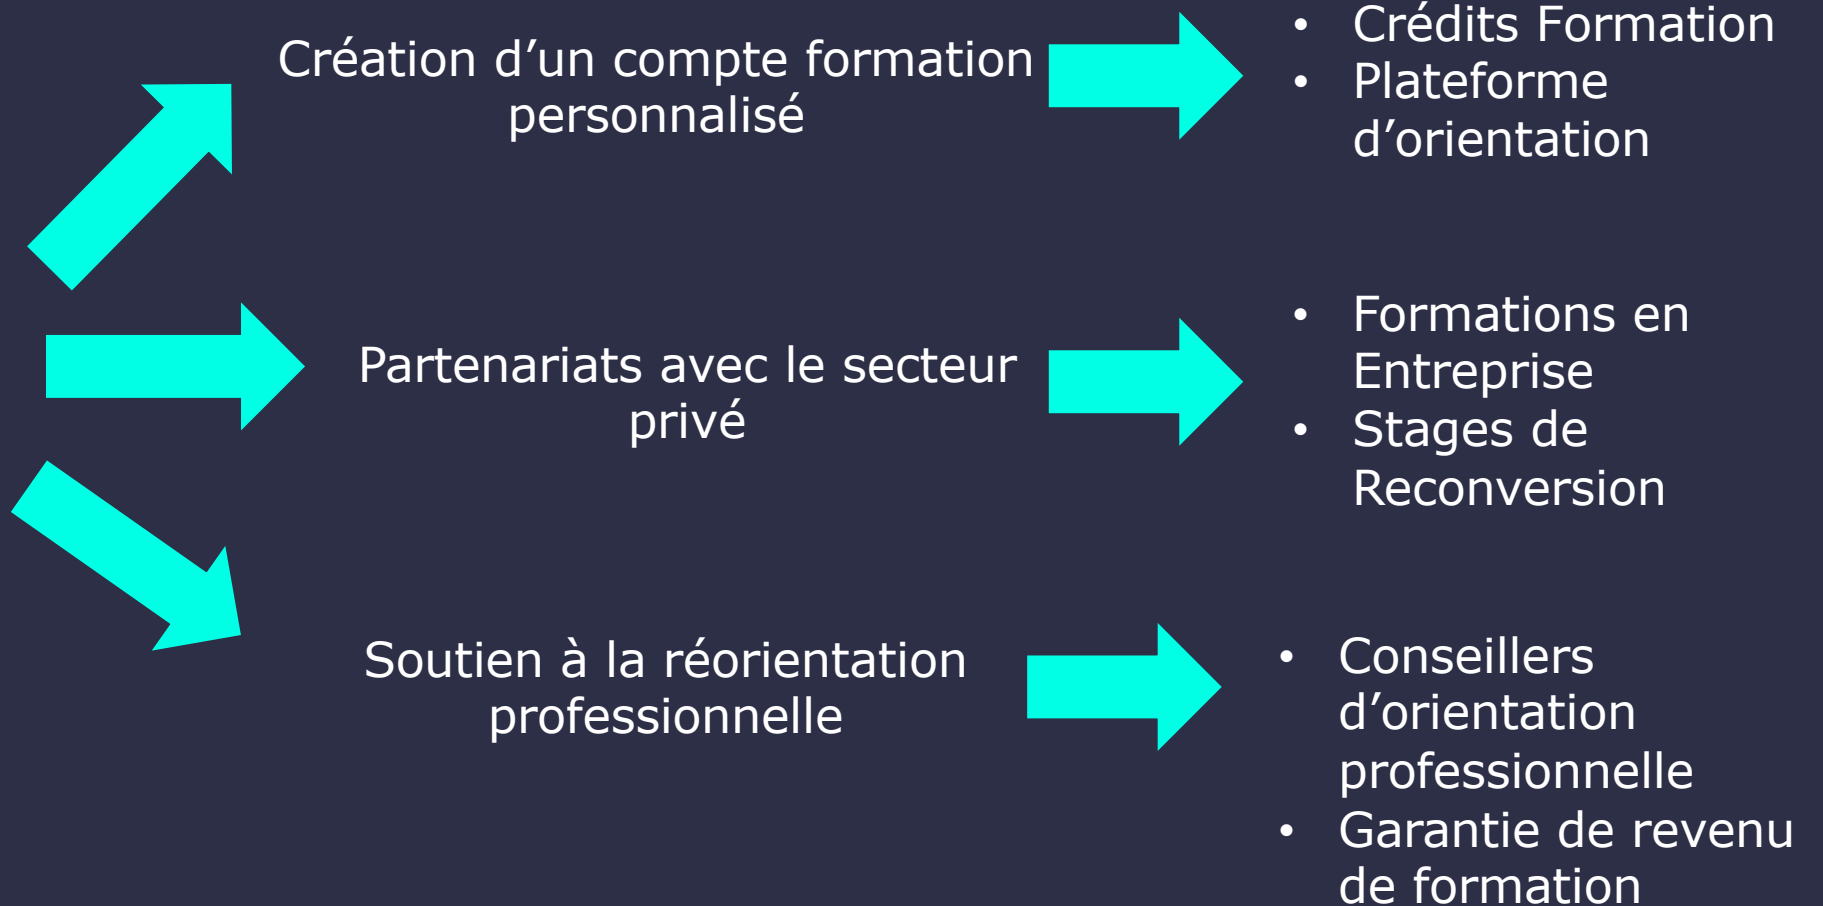 Création d’un compte formation
personnalisé
• Crédits Formation
• Plateforme
d’orientation
Partenariats avec le secteur
privé
• Formations en
Entreprise
• Stages de
Reconversion
Soutien à la réorientation
professionnelle
• Conseillers
d’orientation
professionnelle
• Garantie de revenu
de formation